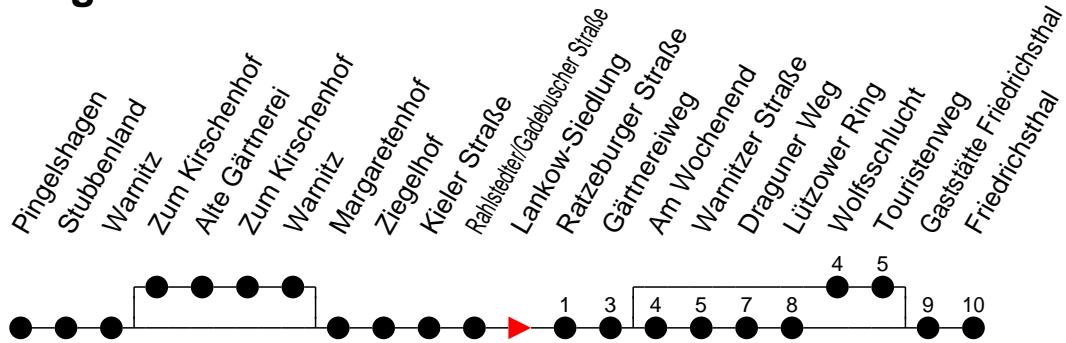 Pingelshagen
Stubbenland
Warnitz
Zum Kirschenhof
Alte Gärtnerei
Zum Kirschenhof
Warnitz
Margaretenhof
Ziegelhof
Kieler Straße
Rahlstedter/Gadebuscher Straße
Lankow-Siedlung
Ratzeburger Straße
Gärtnereiweg
Am Wochenend
Warnitzer Straße
Draguner Weg
Lützower Ring
Wolfsschlucht
Touristenweg
Gaststätte Friedrichsthal
Friedrichsthal
4 5
1 3 4 5 7 8 9 10